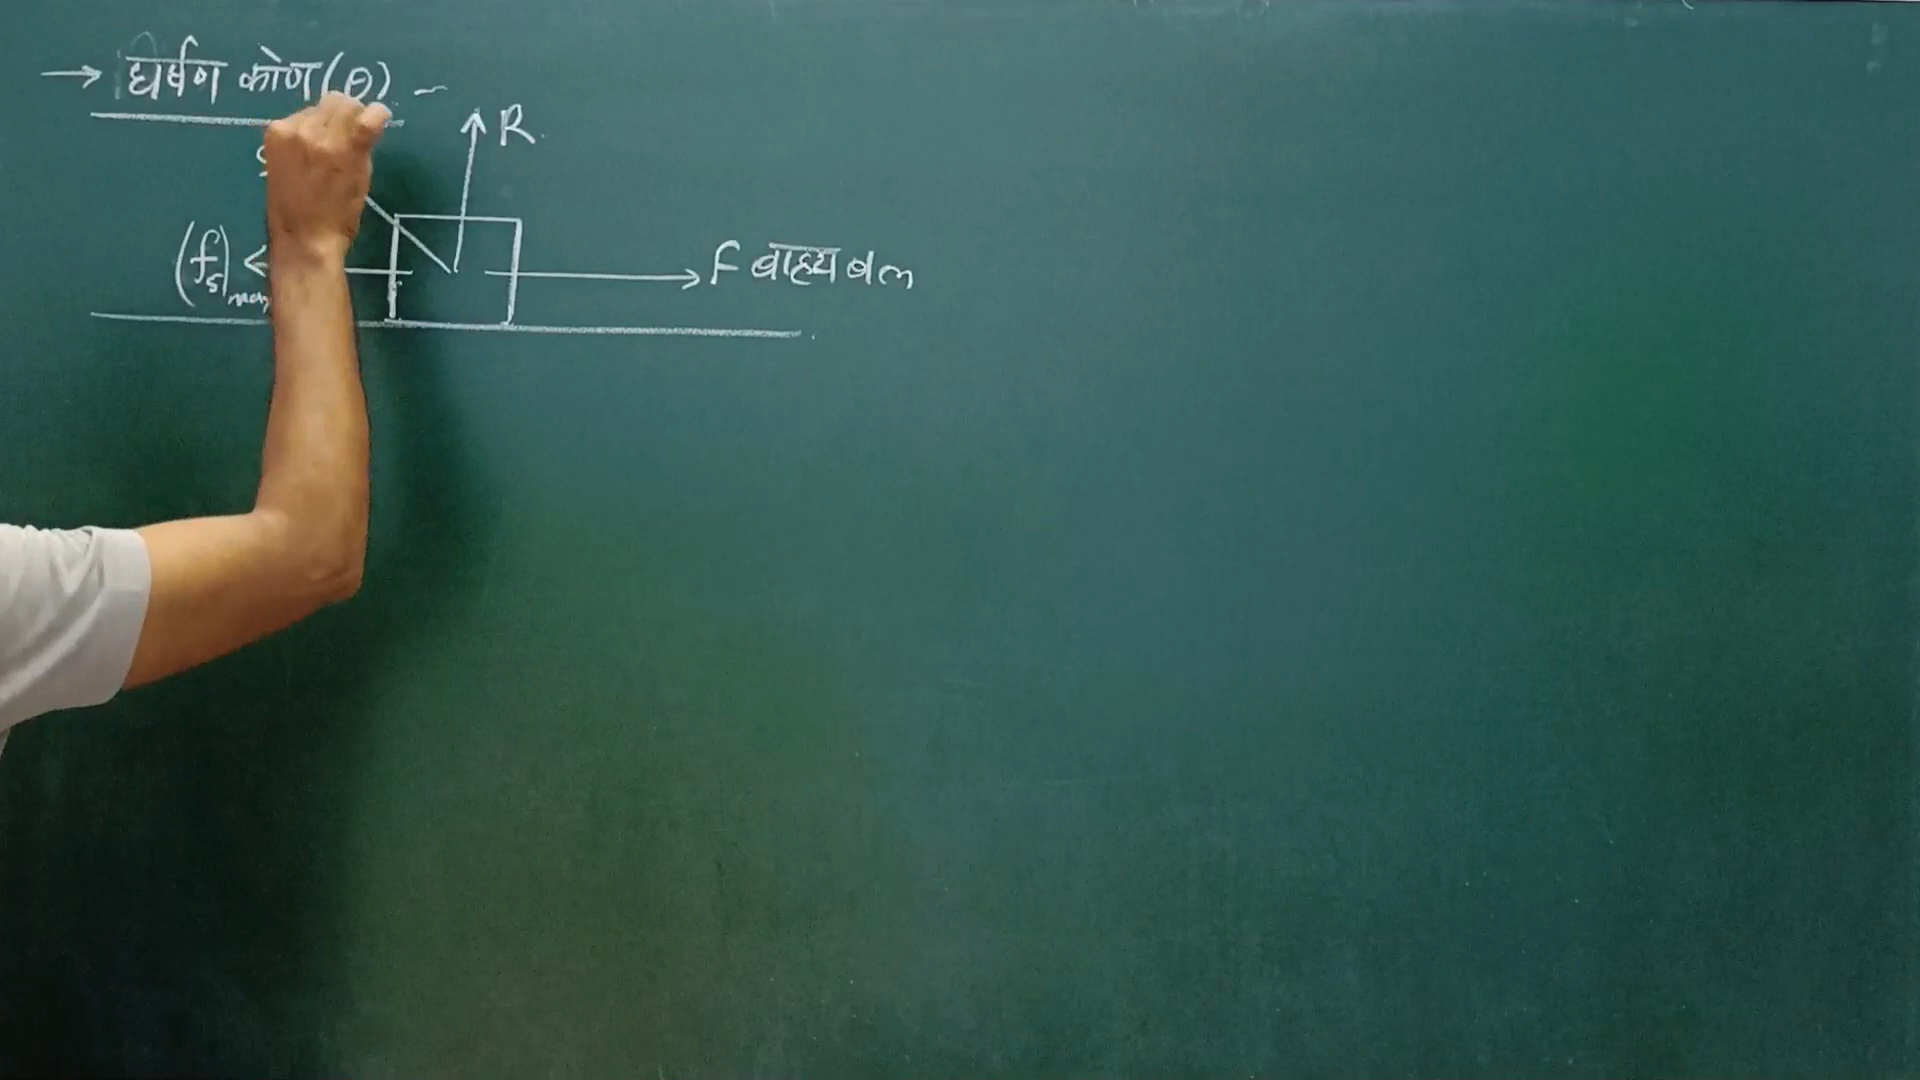 → घर्षण कोण (θ) -
R
S
(fs)max F बाह्य बल